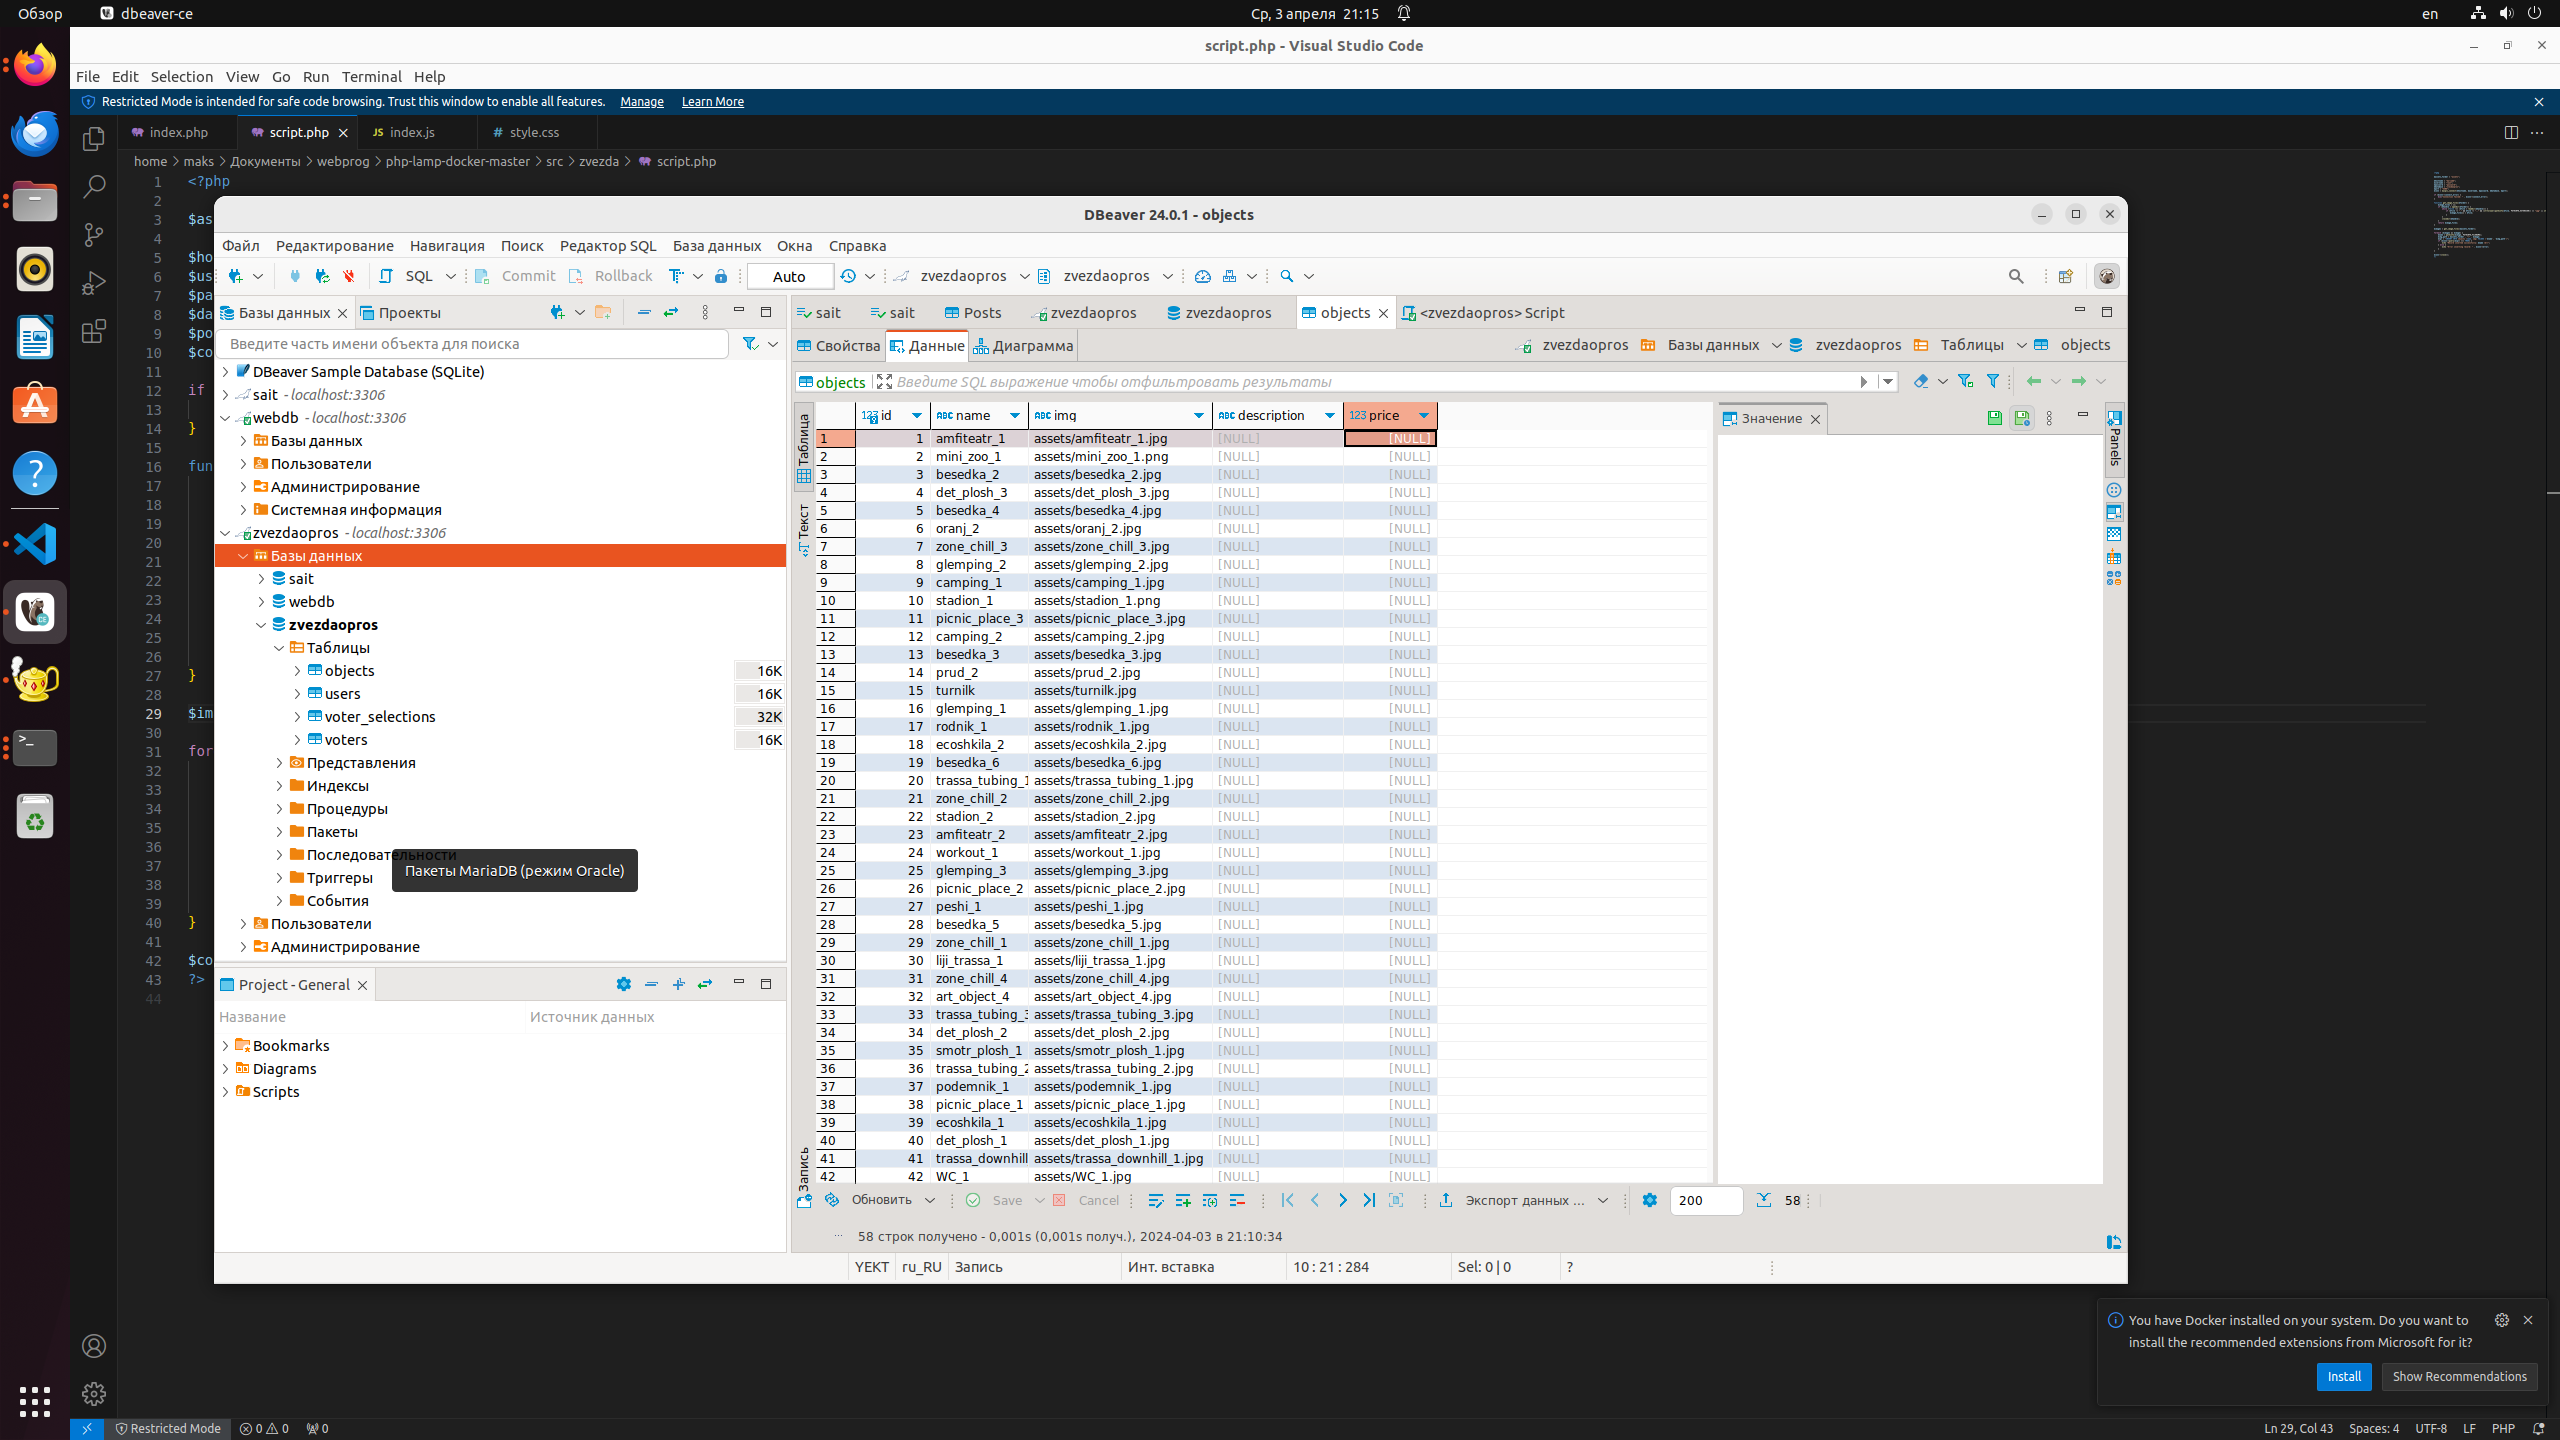 Обзор
dbeaver-ce
Ср, 3 апреля 21:15
en
script.php - Visual Studio Code
File Edit Selection View Go Run Terminal Help
Restricted Mode is intended for safe code browsing. Trust this window to enable all features. Manage Learn More
index.php
script.php
JS index.js
# style.css
home > maks > Документы > webprog > php-lamp-docker-master > src > zvezda > script.php
1 <?php
2
3 $as
4
5 $ho
6 $us
7 $pa
8 $da
9 $po
10 $co
11
12 if
13
14 }
15
16 fun
17
18
19
20
21
22
23
24
25
26
27 }
28
29 $im
30
31 for
32
33
34
35
36
37
38
39
40 }
41
42 $co
43 ?>
44
DBeaver 24.0.1 - objects
Файл Редактирование Навигация Поиск Редактор SQL База данных Окна Справка
SQL Commit Rollback Auto zvezdaopros zvezdaopros
Базы данных
Проекты
Введите часть имени объекта для поиска
DBeaver Sample Database (SQLite)
sait - localhost:3306
webdb - localhost:3306
Базы данных
Пользователи
Администрирование
Системная информация
zvezdaopros - localhost:3306
Базы данных
sait
webdb
zvezdaopros
Таблицы
objects 16K
users 16K
voter_selections 32K
voters 16K
Представления
Индексы
Процедуры
Пакеты
Последовательности
Пакеты MariaDB (режим Oracle)
Триггеры
События
Пользователи
Администрирование
Project - General
Название Источник данных
Bookmarks
Diagrams
Scripts
sait sait Posts zvezdaopros zvezdaopros objects <zvezdaopros> Script
Свойства Данные Диаграмма
zvezdaopros Базы данных zvezdaopros Таблицы objects
objects Введите SQL выражение чтобы отфильтровать результаты
Таблица
Текст
Запись
123 id ABC name ABC img ABC description 123 price
1 1 amfiteatr_1 assets/amfiteatr_1.jpg [NULL] [NULL]
2 2 mini_zoo_1 assets/mini_zoo_1.png [NULL] [NULL]
3 3 besedka_2 assets/besedka_2.jpg [NULL] [NULL]
4 4 det_plosh_3 assets/det_plosh_3.jpg [NULL] [NULL]
5 5 besedka_4 assets/besedka_4.jpg [NULL] [NULL]
6 6 oranj_2 assets/oranj_2.jpg [NULL] [NULL]
7 7 zone_chill_3 assets/zone_chill_3.jpg [NULL] [NULL]
8 8 glemping_2 assets/glemping_2.jpg [NULL] [NULL]
9 9 camping_1 assets/camping_1.jpg [NULL] [NULL]
10 10 stadion_1 assets/stadion_1.png [NULL] [NULL]
11 11 picnic_place_3 assets/picnic_place_3.jpg [NULL] [NULL]
12 12 camping_2 assets/camping_2.jpg [NULL] [NULL]
13 13 besedka_3 assets/besedka_3.jpg [NULL] [NULL]
14 14 prud_2 assets/prud_2.jpg [NULL] [NULL]
15 15 turnilk assets/turnilk.jpg [NULL] [NULL]
16 16 glemping_1 assets/glemping_1.jpg [NULL] [NULL]
17 17 rodnik_1 assets/rodnik_1.jpg [NULL] [NULL]
18 18 ecoshkila_2 assets/ecoshkila_2.jpg [NULL] [NULL]
19 19 besedka_6 assets/besedka_6.jpg [NULL] [NULL]
20 20 trassa_tubing_1 assets/trassa_tubing_1.jpg [NULL] [NULL]
21 21 zone_chill_2 assets/zone_chill_2.jpg [NULL] [NULL]
22 22 stadion_2 assets/stadion_2.jpg [NULL] [NULL]
23 23 amfiteatr_2 assets/amfiteatr_2.jpg [NULL] [NULL]
24 24 workout_1 assets/workout_1.jpg [NULL] [NULL]
25 25 glemping_3 assets/glemping_3.jpg [NULL] [NULL]
26 26 picnic_place_2 assets/picnic_place_2.jpg [NULL] [NULL]
27 27 peshi_1 assets/peshi_1.jpg [NULL] [NULL]
28 28 besedka_5 assets/besedka_5.jpg [NULL] [NULL]
29 29 zone_chill_1 assets/zone_chill_1.jpg [NULL] [NULL]
30 30 liji_trassa_1 assets/liji_trassa_1.jpg [NULL] [NULL]
31 31 zone_chill_4 assets/zone_chill_4.jpg [NULL] [NULL]
32 32 art_object_4 assets/art_object_4.jpg [NULL] [NULL]
33 33 trassa_tubing_3 assets/trassa_tubing_3.jpg [NULL] [NULL]
34 34 det_plosh_2 assets/det_plosh_2.jpg [NULL] [NULL]
35 35 smotr_plosh_1 assets/smotr_plosh_1.jpg [NULL] [NULL]
36 36 trassa_tubing_2 assets/trassa_tubing_2.jpg [NULL] [NULL]
37 37 podemnik_1 assets/podemnik_1.jpg [NULL] [NULL]
38 38 picnic_place_1 assets/picnic_place_1.jpg [NULL] [NULL]
39 39 ecoshkila_1 assets/ecoshkila_1.jpg [NULL] [NULL]
40 40 det_plosh_1 assets/det_plosh_1.jpg [NULL] [NULL]
41 41 trassa_downhill assets/trassa_downhill_1.jpg [NULL] [NULL]
42 42 WC_1 assets/WC_1.jpg [NULL] [NULL]
Значение
Panels
Обновить Save Cancel Экспорт данных ... 200 58
58 строк получено - 0,001s (0,001s получ.), 2024-04-03 в 21:10:34
YEKT ru_RU Запись Инт. вставка 10 : 21 : 284 Sel: 0 | 0 ?
You have Docker installed on your system. Do you want to
install the recommended extensions from Microsoft for it?
Install Show Recommendations
Restricted Mode 0 0 0
Ln 29, Col 43 Spaces: 4 UTF-8 LF PHP